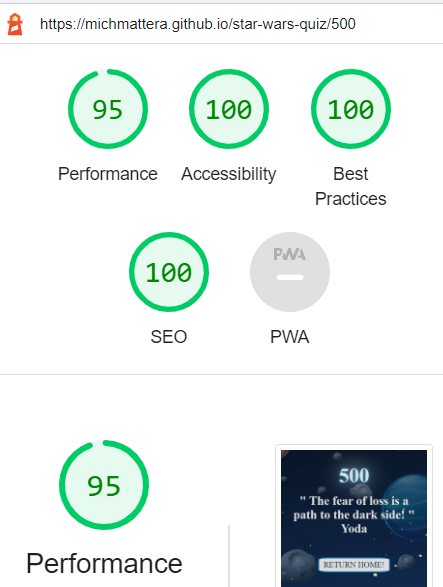 https://michmattera.github.io/star-wars-quiz/500
95
100
100
Performance
Accessibility
Best
Practices
100
PWA
SEO
PWA
95
Performance
500
" The fear of loss is a
path to the dark side! "
Yoda
RETURN HOME!